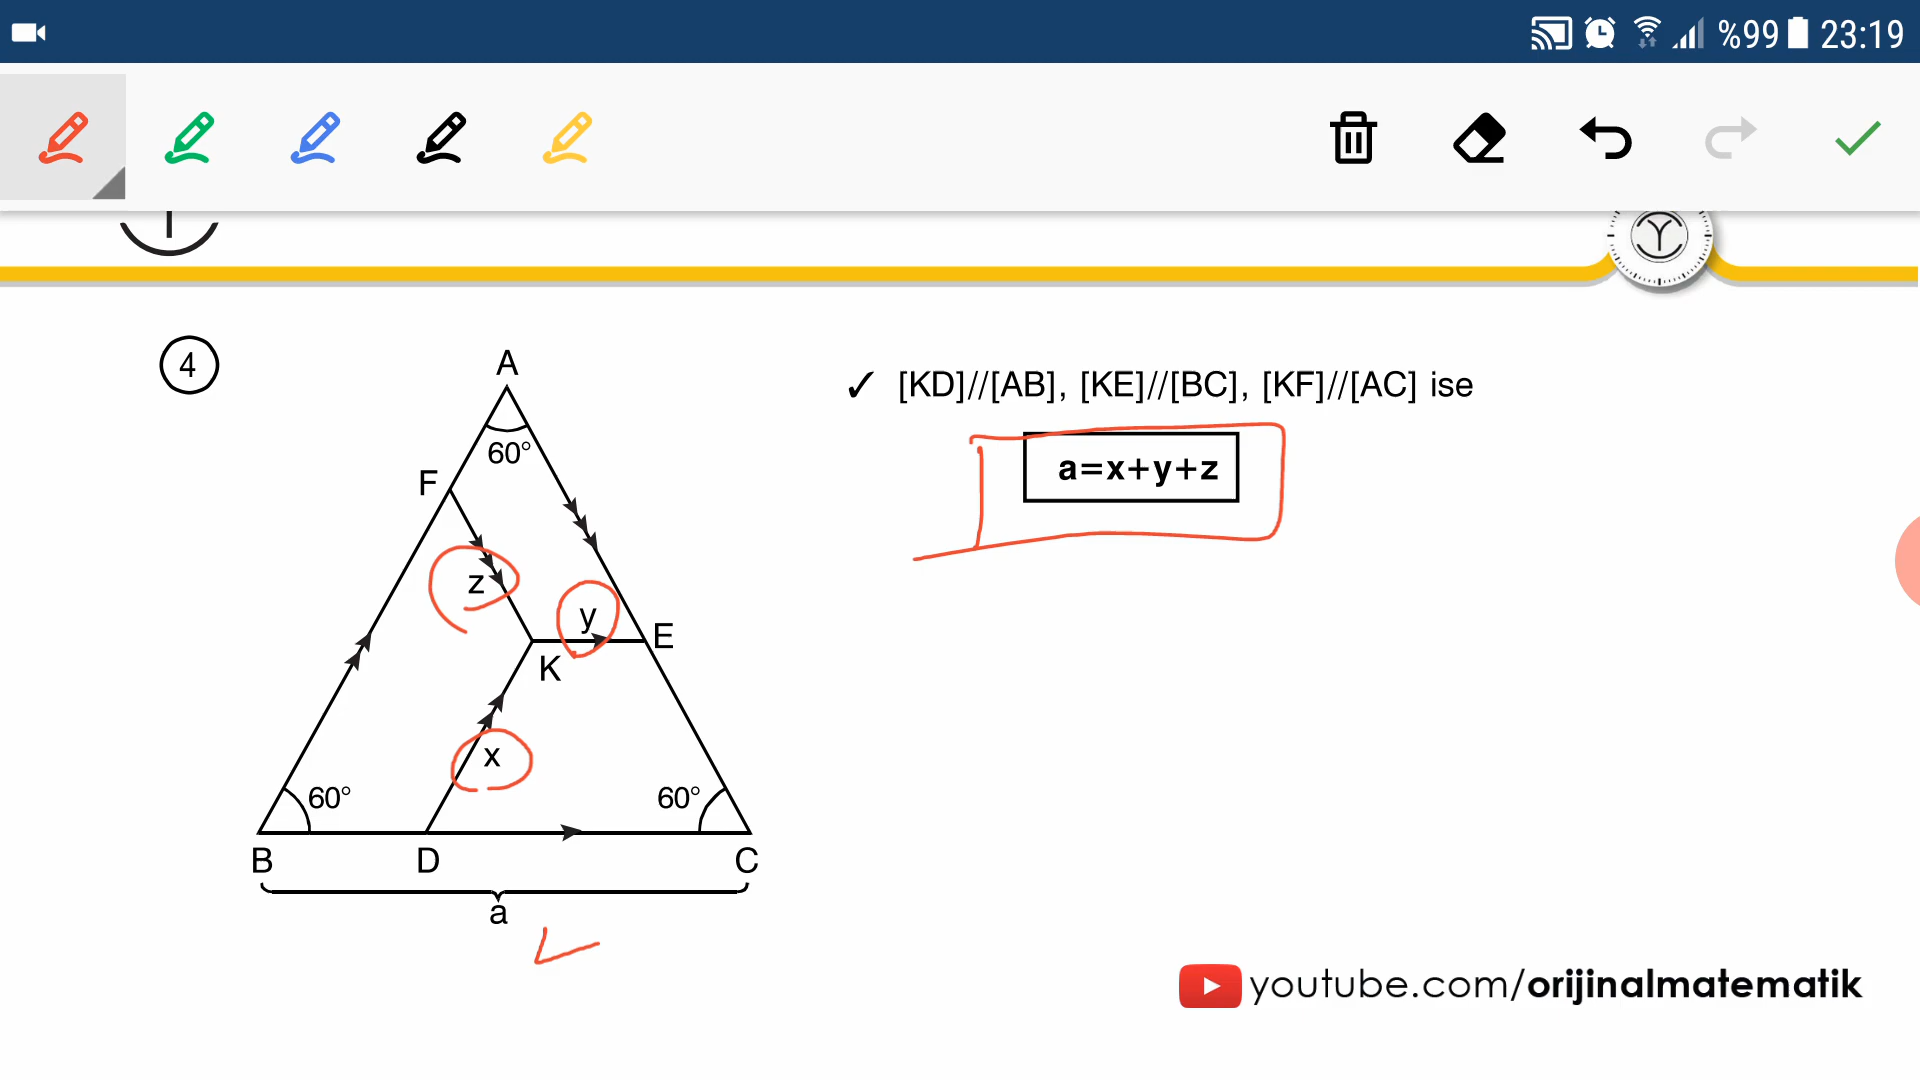 %99 23:19
4
A
60°
F
z
y
E
K
x
60°
60°
B
D
C
a
✓ [KD]//[AB], [KE]//[BC], [KF]//[AC] ise
a=x+y+z
youtube.com/orijinalmatematik